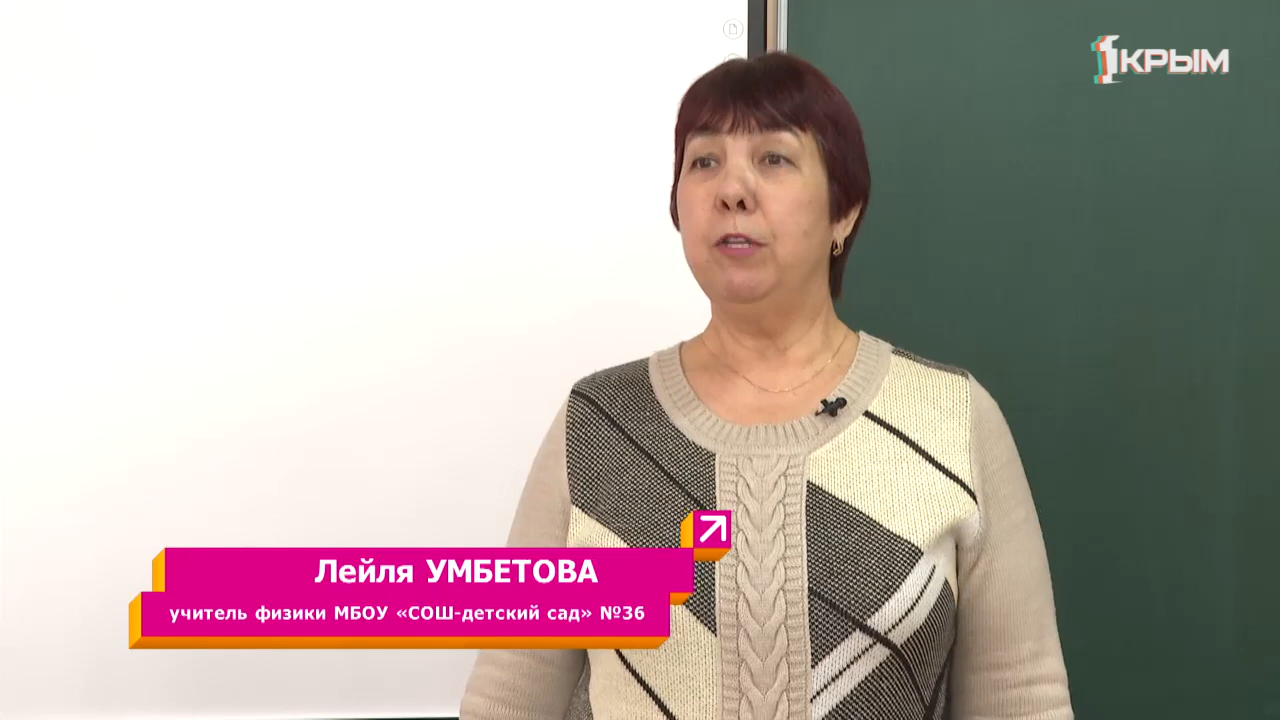 1КРЫМ
Лейля УМБЕТОВА
учитель физики МБОУ «СОШ-детский сад» №36